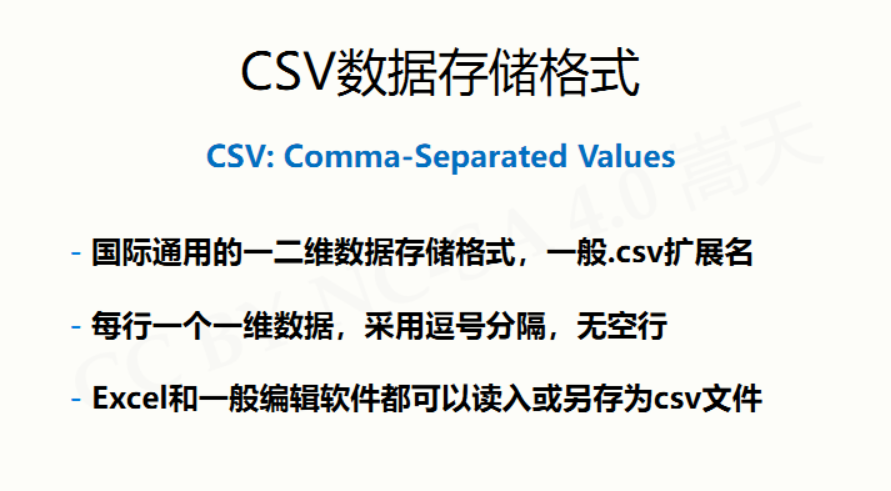 CSV数据存储格式
CSV: Comma-Separated Values
- 国际通用的一二维数据存储格式，一般.csv扩展名
- 每行一个一维数据，采用逗号分隔，无空行
- Excel和一般编辑软件都可以读入或另存为csv文件
CC BY NC SA 4.0 嵩天